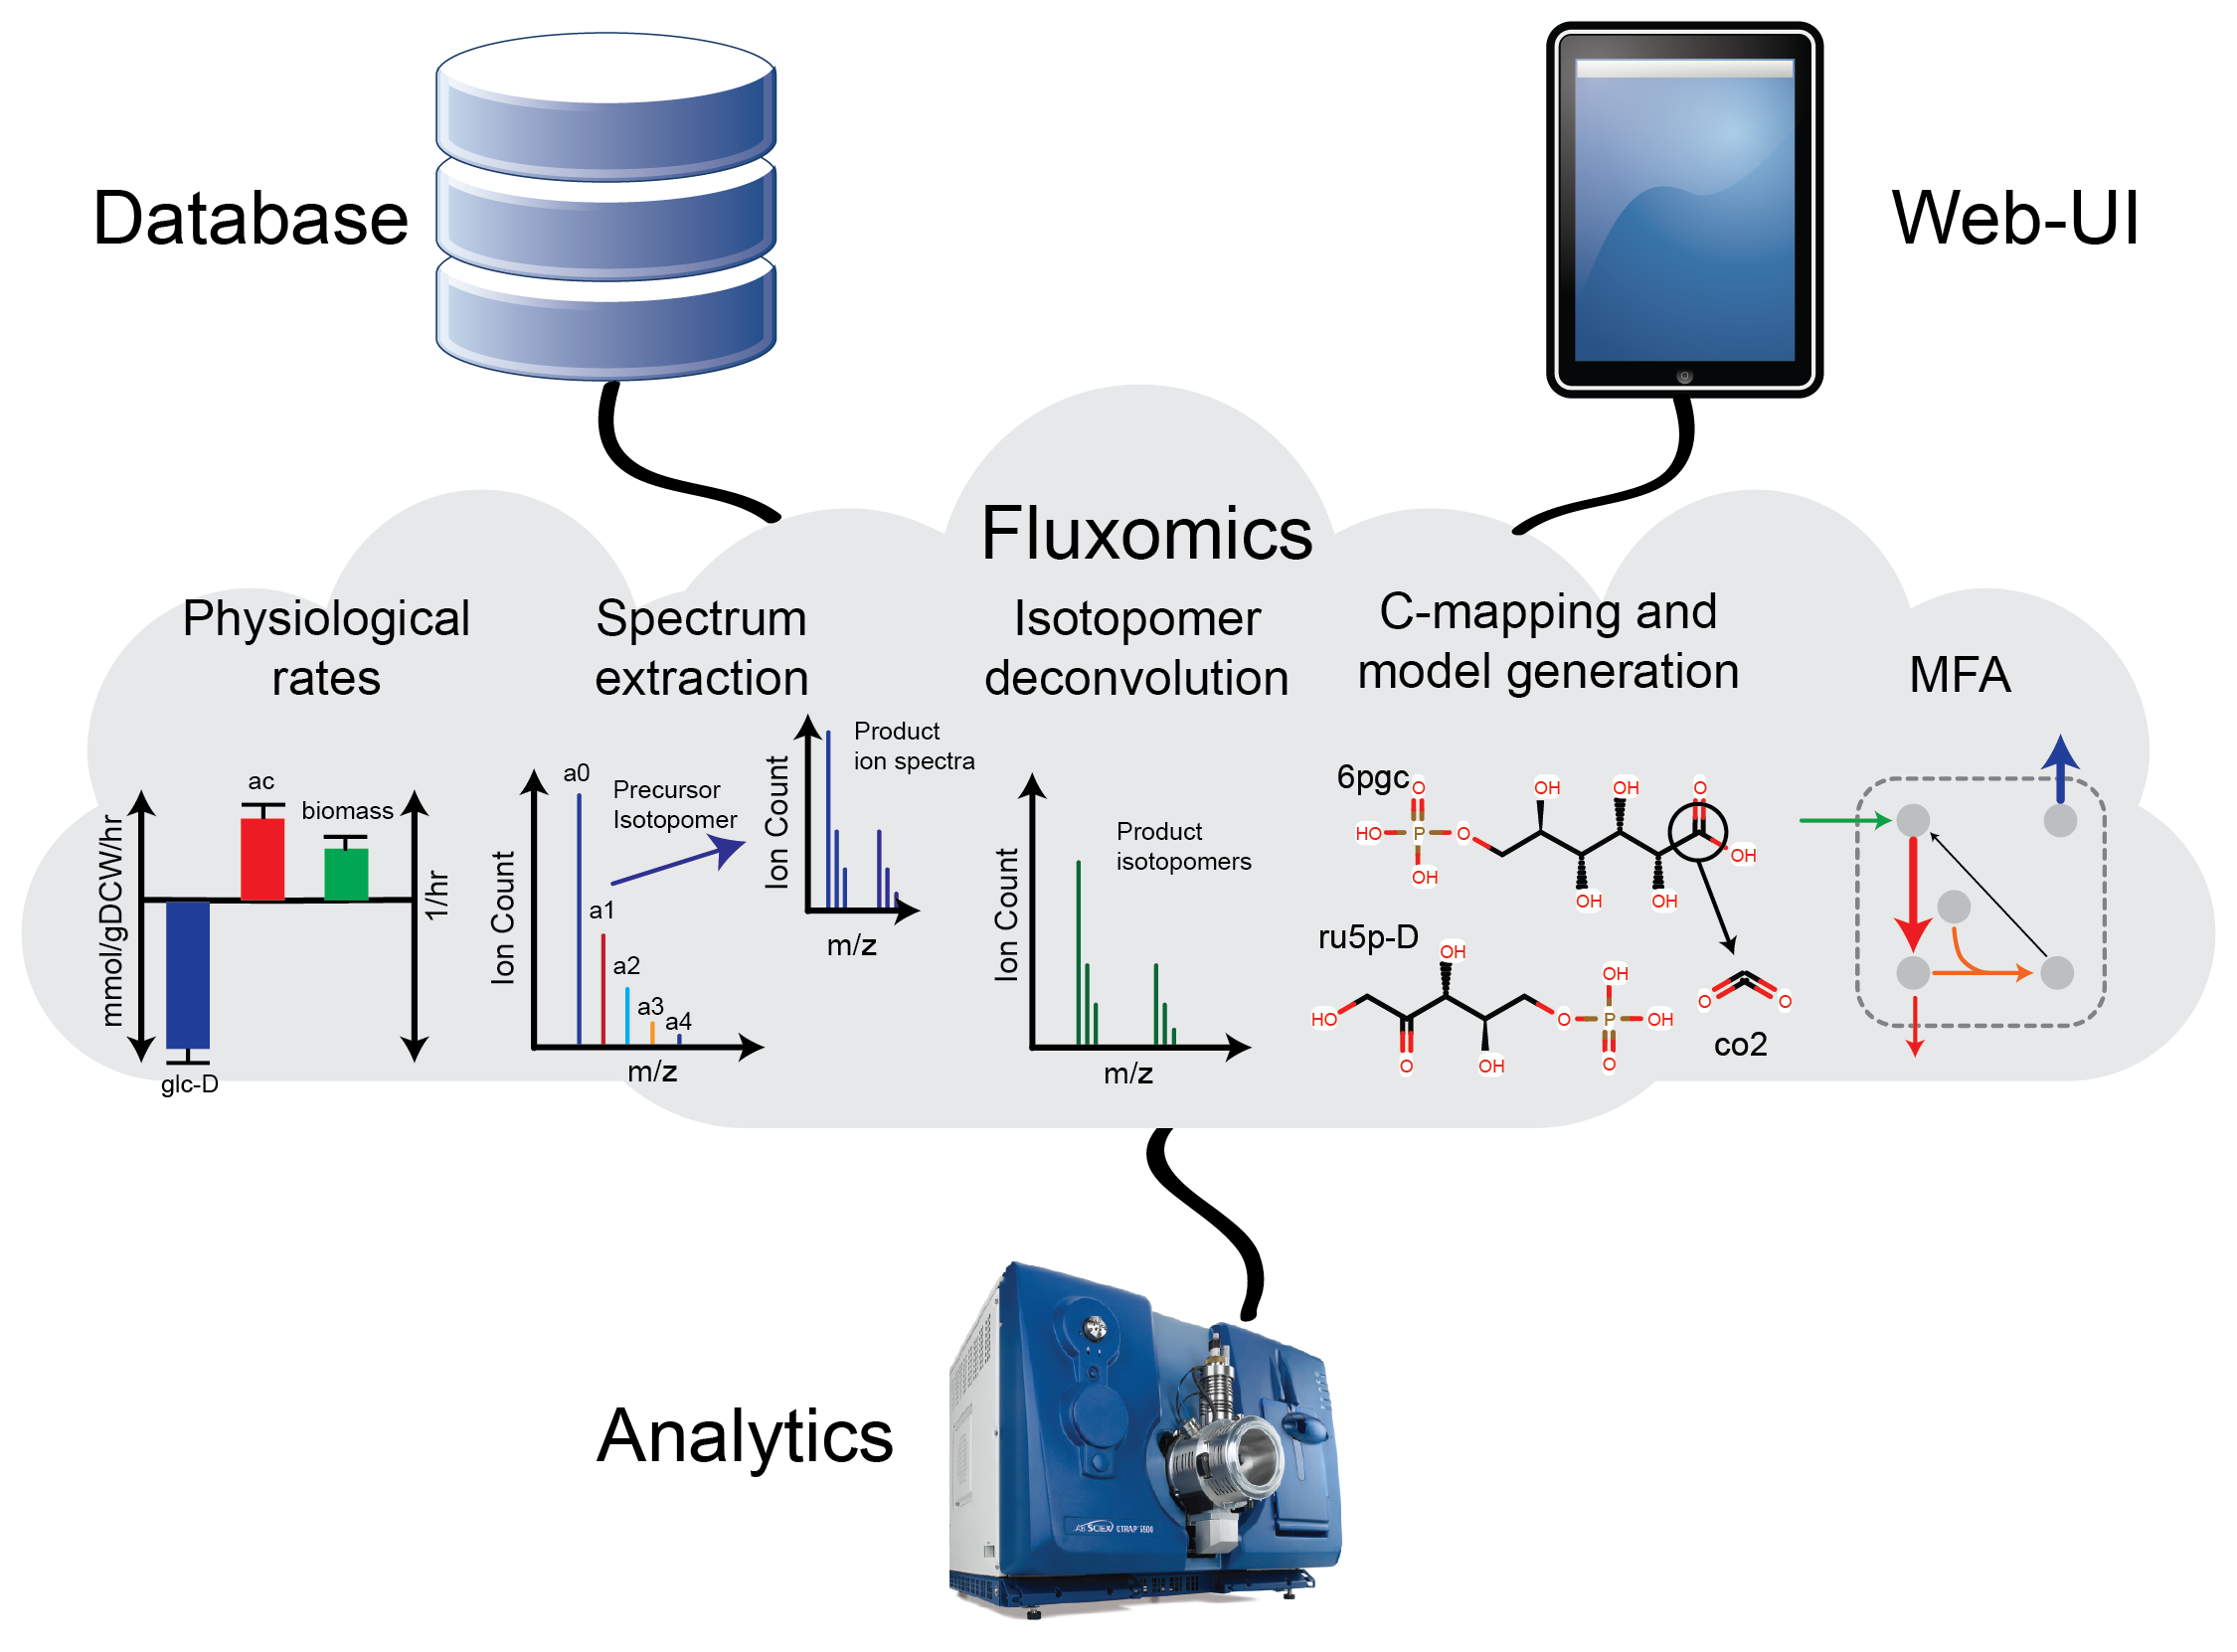 Database
Web-UI
Fluxomics
Physiological
rates
Spectrum
extraction
Isotopomer
deconvolution
C-mapping and
model generation
MFA
mmol/gDCW/hr
ac
biomass
glc-D
1/hr
Ion Count
a0
a1
a2
a3
a4
m/z
Precursor
Isotopomer
Ion Count
Product
ion spectra
m/z
Ion Count
Product
isotopomers
m/z
6pgc
O
HO
P
O
OH
OH
OH
OH
OH
O
OH
ru5p-D
HO
O
OH
OH
O
P
OH
OH
O
O
O
co2
Analytics
AB SCIEX QTRAP 5500